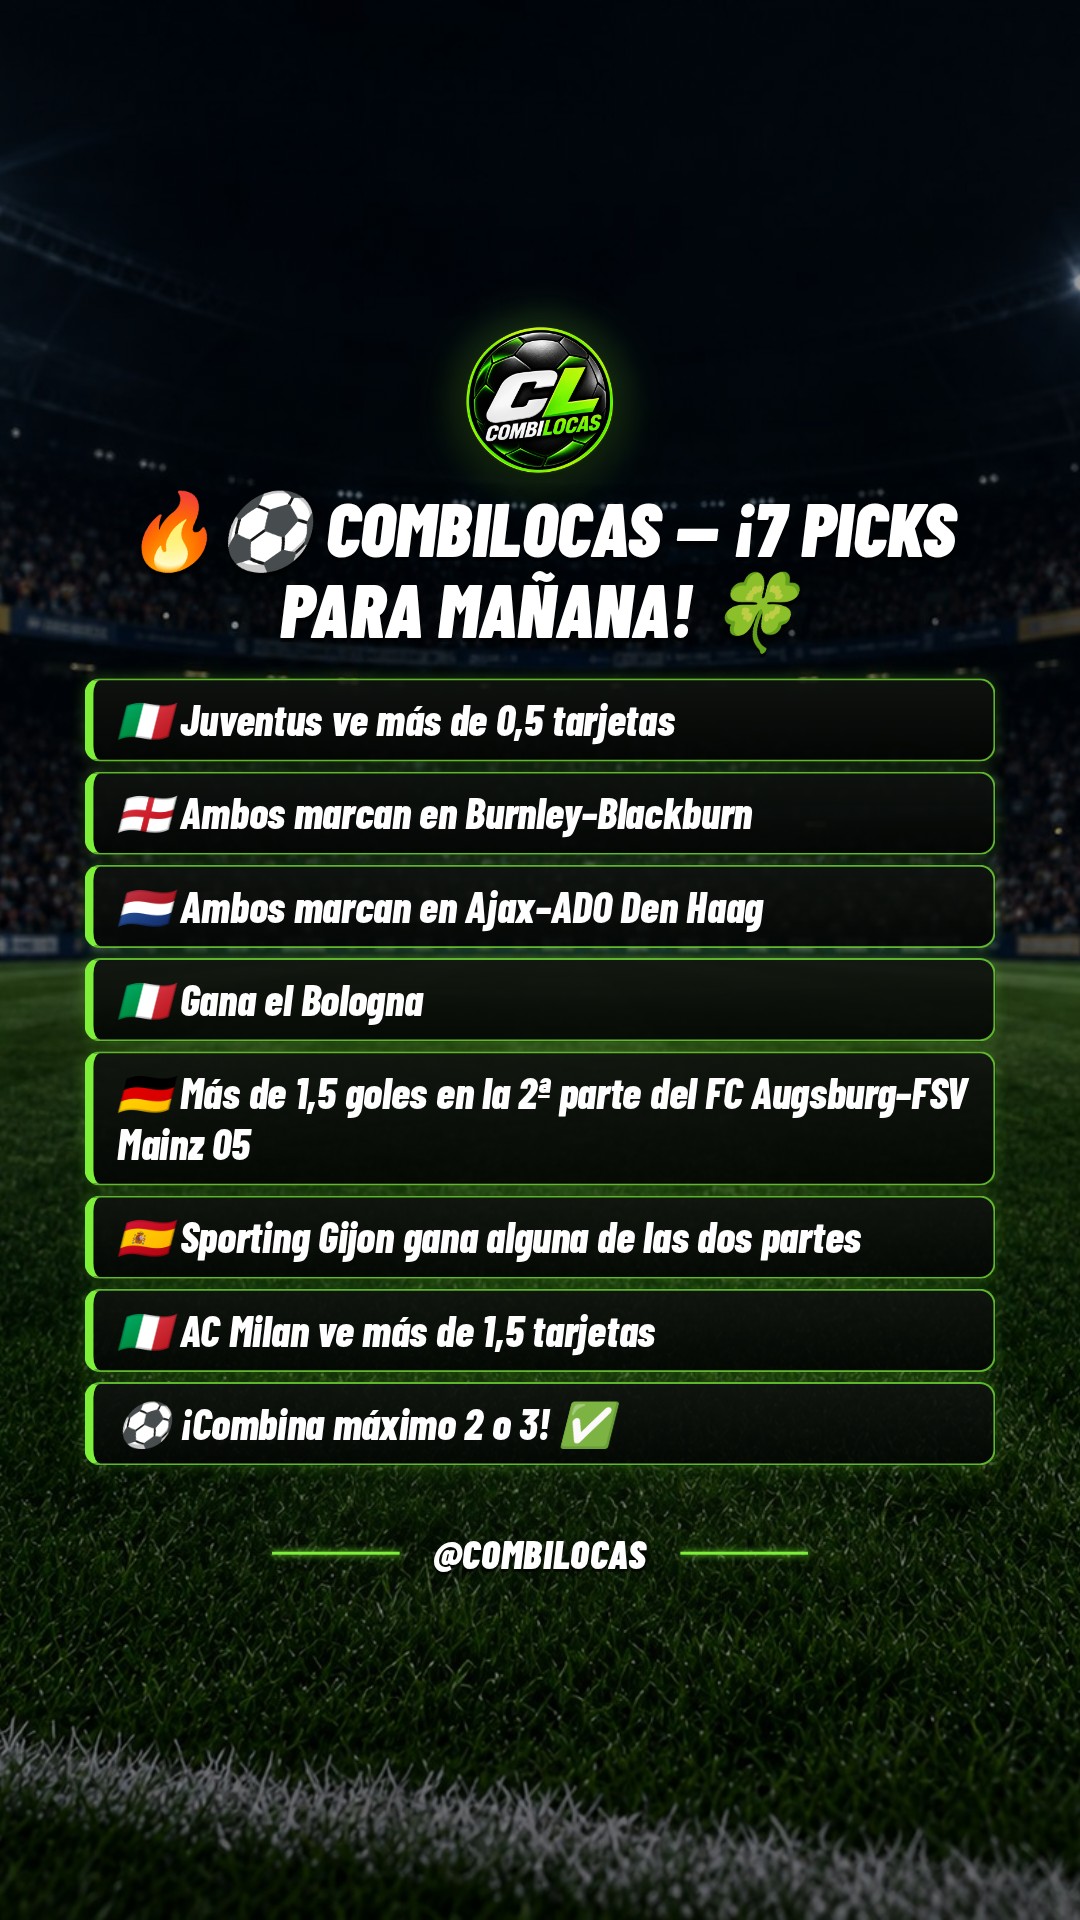 CL
COMBILOCAS
🔥⚽ COMBILOCAS – ¡7 PICKS
PARA MAÑANA! 🍀
🇮🇹 Juventus ve más de 0,5 tarjetas
🏴󠁧󠁢󠁥󠁮󠁧󠁿 Ambos marcan en Burnley-Blackburn
🇳🇱 Ambos marcan en Ajax-ADO Den Haag
🇮🇹 Gana el Bologna
🇩🇪 Más de 1,5 goles en la 2ª parte del FC Augsburg-FSV
Mainz 05
🇪🇸 Sporting Gijon gana alguna de las dos partes
🇮🇹 AC Milan ve más de 1,5 tarjetas
⚽ ¡Combina máximo 2 o 3! ✅
@COMBILOCAS